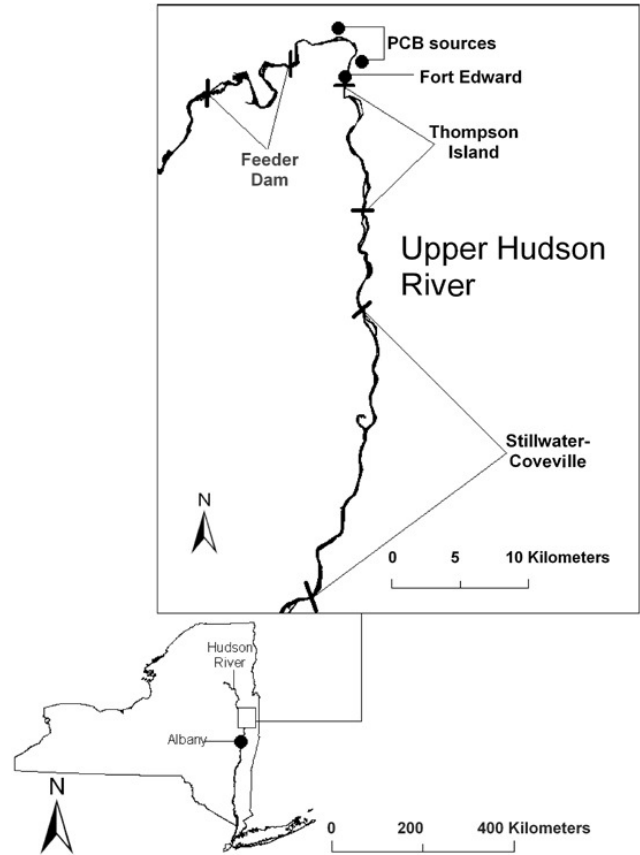 PCB sources
Fort Edward
Thompson
Island
Feeder
Dam
Upper Hudson
River
Stillwater-
Coveville
N
0 5 10 Kilometers
Hudson
River
Albany
N
0 200 400 Kilometers